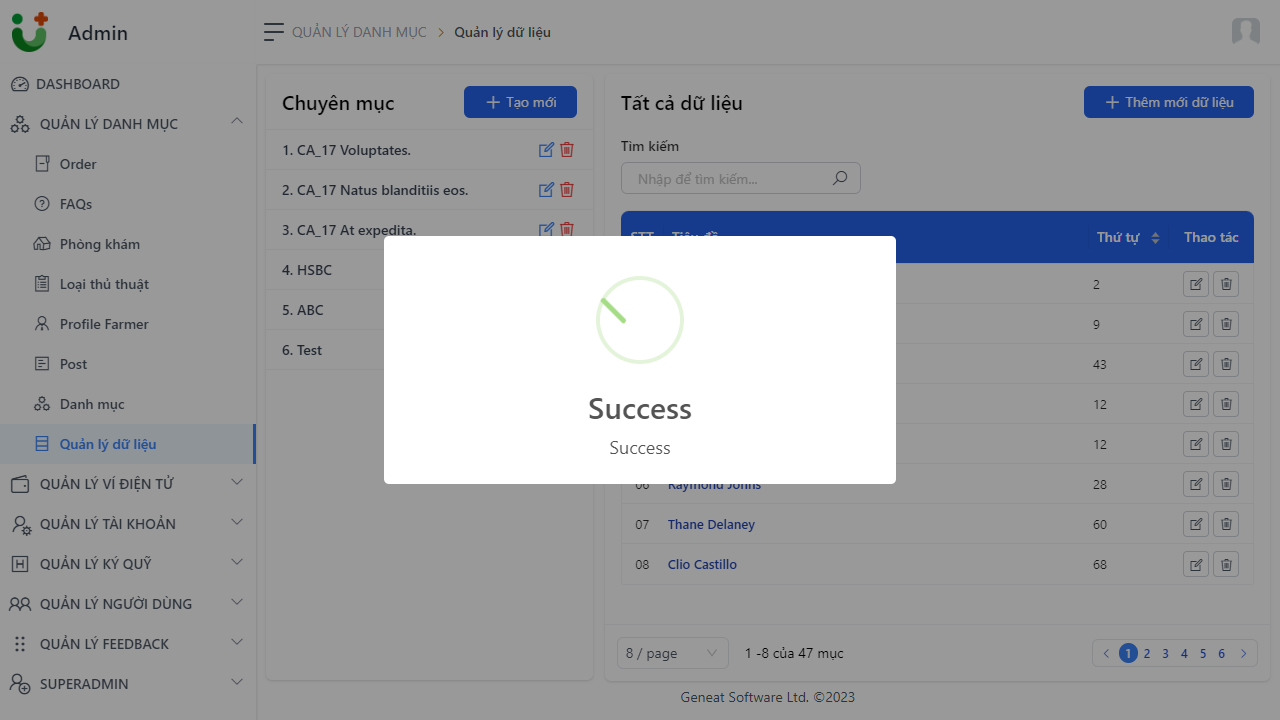 Admin
QUẢN LÝ DANH MỤC
Quản lý dữ liệu
DASHBOARD
QUẢN LÝ DANH MỤC
Order
FAQs
Phòng khám
Loại thủ thuật
Profile Farmer
Post
Danh mục
Quản lý dữ liệu
QUẢN LÝ VÍ ĐIỆN TỬ
QUẢN LÝ TÀI KHOẢN
QUẢN LÝ KÝ QUỸ
QUẢN LÝ NGƯỜI DÙNG
QUẢN LÝ FEEDBACK
SUPERADMIN
Chuyên mục
Tạo mới
1. CA_17 Voluptates.
2. CA_17 Natus blanditiis eos.
3. CA_17 At expedita.
4. HSBC
5. ABC
6. Test
Tất cả dữ liệu
Thêm mới dữ liệu
Tìm kiếm
Nhập để tìm kiếm...
STT Tiêu đề Thứ tự Thao tác
2
9
43
12
12
06 Raymond Johns 28
07 Thane Delaney 60
08 Clio Castillo 68
Success
Success
8 / page
1 -8 của 47 mục
1 2 3 4 5 6
Geneat Software Ltd. ©2023